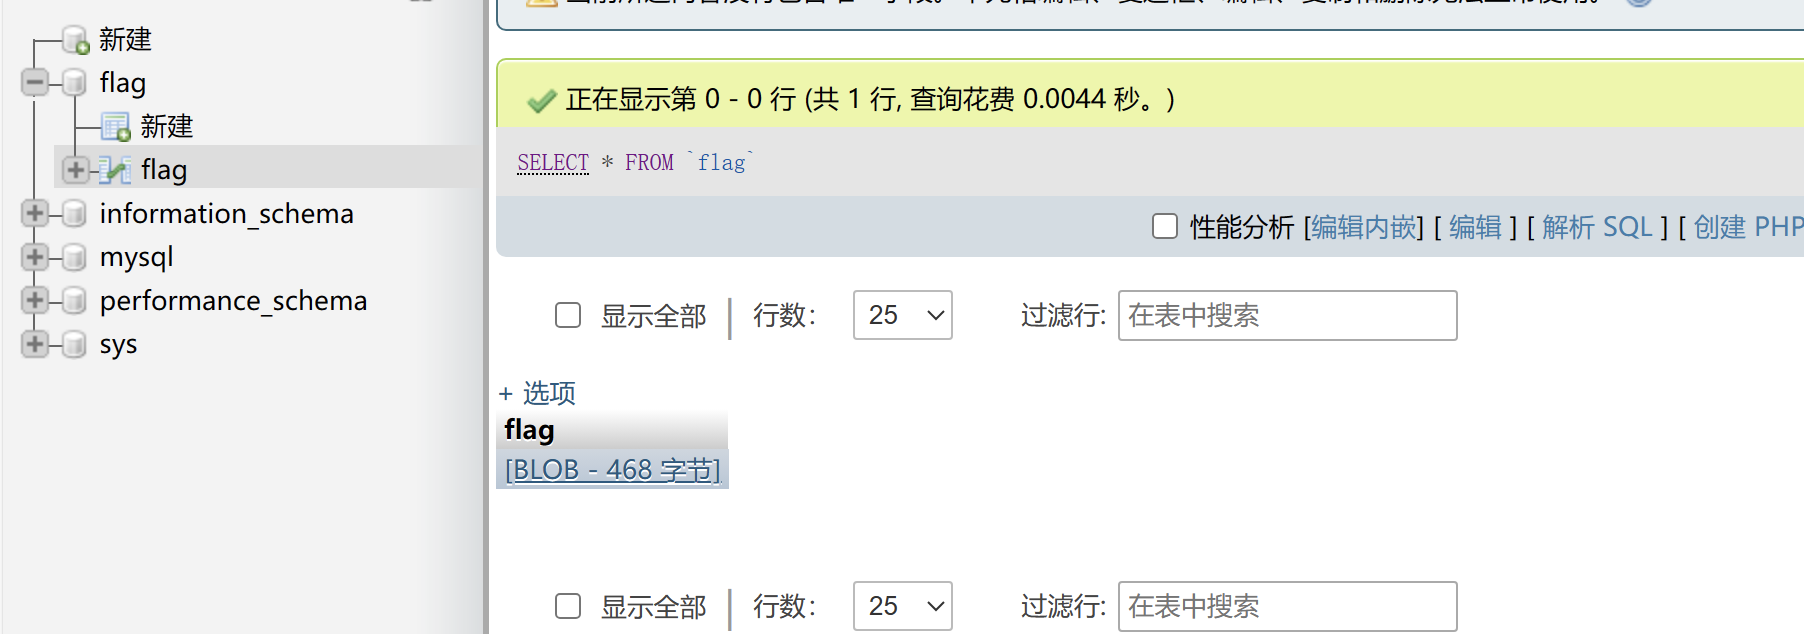 新建
flag
新建
flag
information_schema
mysql
performance_schema
sys
正在显示第 0 - 0 行 (共 1 行, 查询花费 0.0044 秒。)
SELECT * FROM `flag`
性能分析 [编辑内嵌] [ 编辑 ] [ 解析 SQL ] [ 创建 PHP
显示全部 行数： 25 过滤行: 在表中搜索
+ 选项
flag
[BLOB - 468 字节]
显示全部 行数： 25 过滤行: 在表中搜索